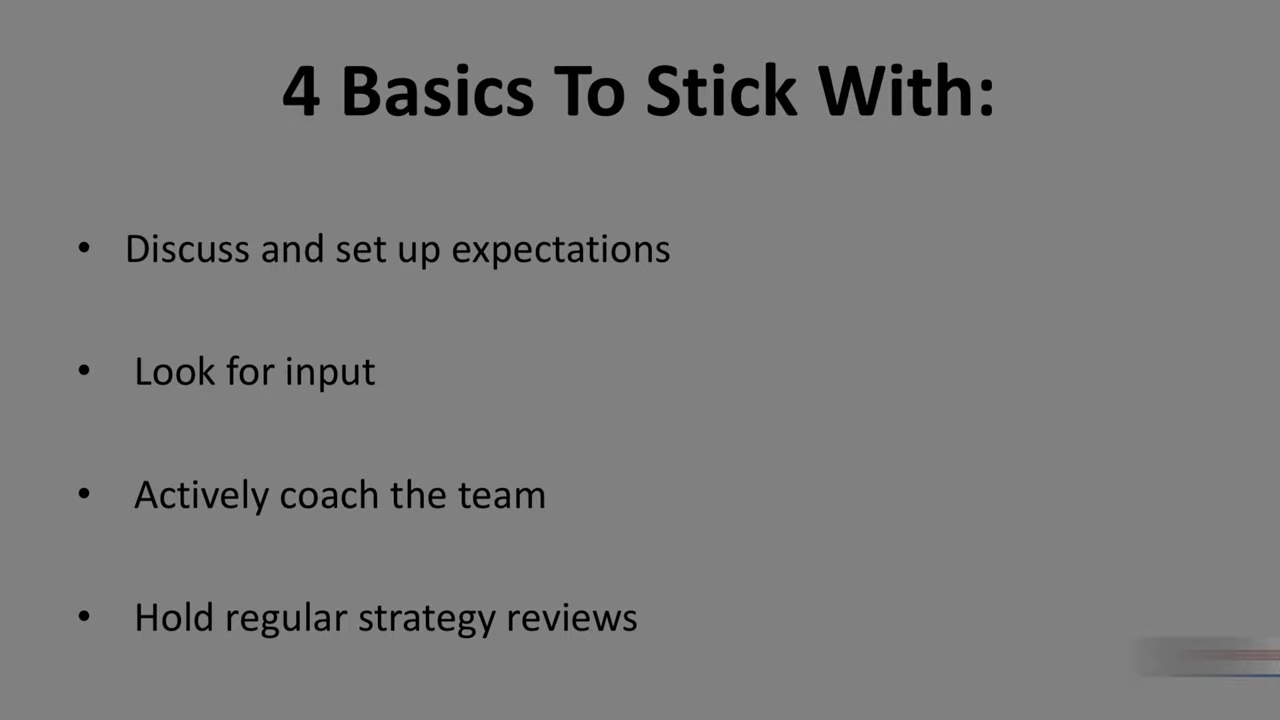 4 Basics To Stick With:
• Discuss and set up expectations
• Look for input
• Actively coach the team
• Hold regular strategy reviews